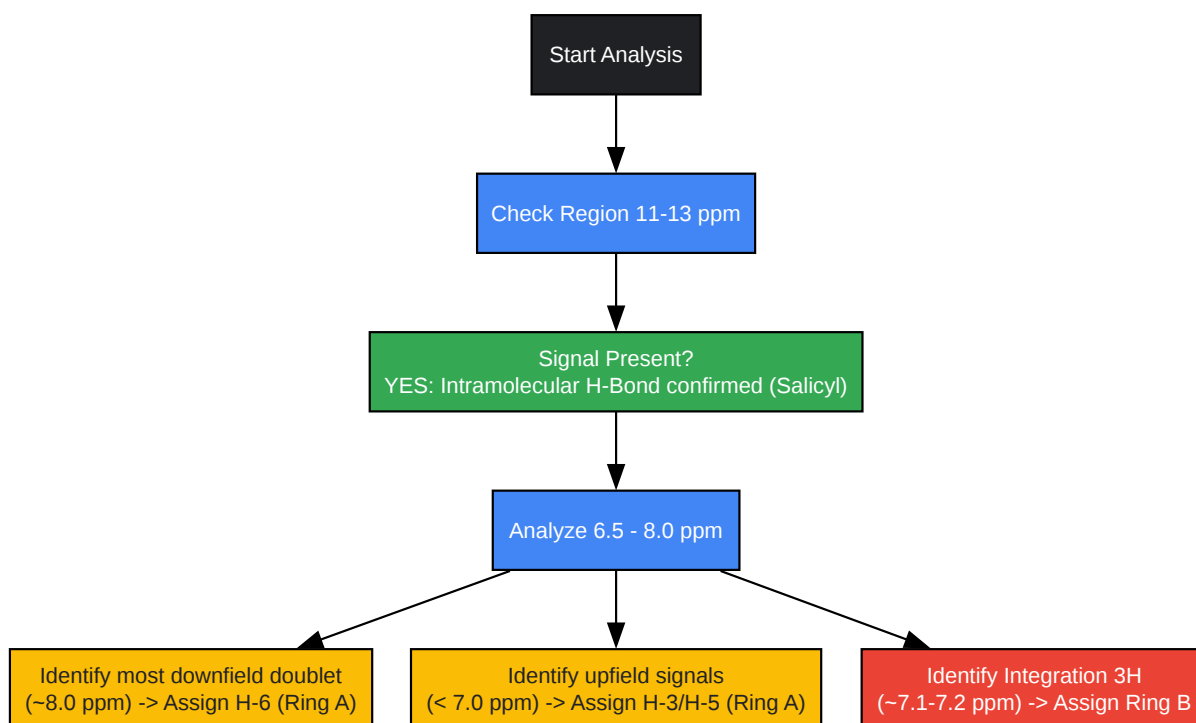 Start Analysis
Check Region 11-13 ppm
Signal Present?
YES: Intramolecular H-Bond confirmed (Salicyl)
Analyze 6.5 - 8.0 ppm
Identify most downfield doublet
(~8.0 ppm) -> Assign H-6 (Ring A)
Identify upfield signals
(< 7.0 ppm) -> Assign H-3/H-5 (Ring A)
Identify Integration 3H
(~7.1-7.2 ppm) -> Assign Ring B